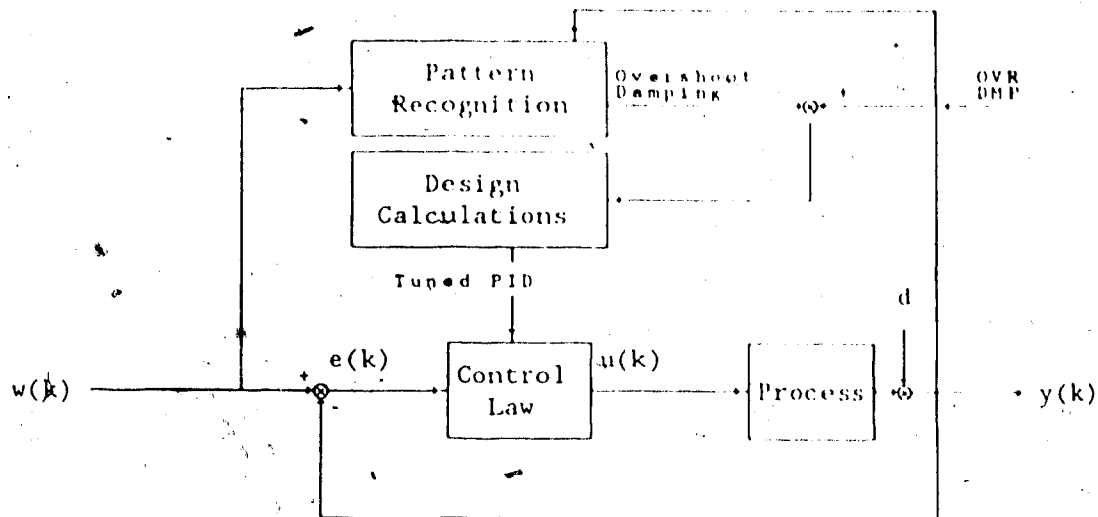 Pattern
Recognition
Overshoot
Damping
OVR
DMP
Design
Calculations
Tuned PID
d
w(k)
e(k)
Control
Law
u(k)
Process
y(k)